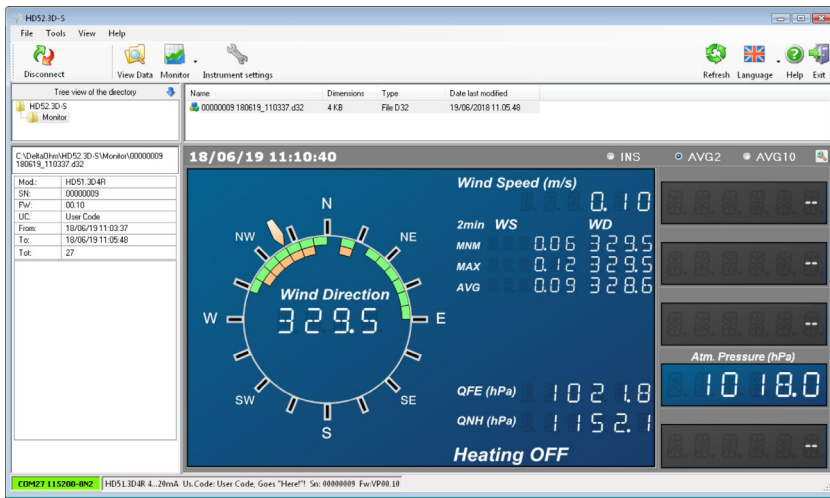 HD52.3D-S
File Tools View Help
Disconnect View Data Monitor Instrument settings Refresh Language Help Exit
Tree view of the directory
HD52.3D-S
Monitor
Name Dimensions Type Date last modified
00000009 180619_110337.d32 4 KB File D32 19/06/2018 11.05.48
C:\DeltaOhm\HD52.3D-S\Monitor\00000009
180619_110337.d32
Mod.: HD51.3D4R
SN: 00000009
FW: 00.10
UC: User Code
From: 18/06/19 11:03:37
To: 18/06/19 11:05:48
Tot: 27
18/06/19 11:10:40 INS AVG2 AVG10
N
NW NE
W E
SW SE
S
Wind Direction
329.5
Wind Speed (m/s)
0.10
2min WS WD
MNM 0.06 329.5
MAX 0.12 329.5
AVG 0.09 328.6
QFE (hPa) 1021.8
QNH (hPa) 1152.1
Heating OFF
--
--
--
Atm. Pressure (hPa)
1018.0
--
COM27 115200-8N2 HD51.3D4R 4...20mA Us.Code: User Code, Goes "Here!"! Sn: 00000009 Fw:VP00.10